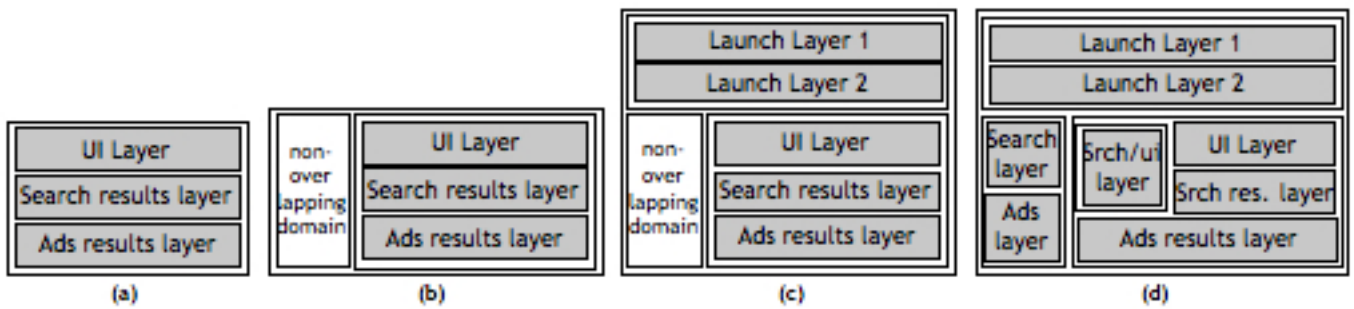 UI Layer
Search results layer
Ads results layer
(a)
non-
over
lapping
domain
UI Layer
Search results layer
Ads results layer
(b)
Launch Layer 1
Launch Layer 2
non-
over
lapping
domain
UI Layer
Search results layer
Ads results layer
(c)
Launch Layer 1
Launch Layer 2
Search
layer
Ads
layer
Srch/ui
layer
UI Layer
Srch res. layer
Ads results layer
(d)